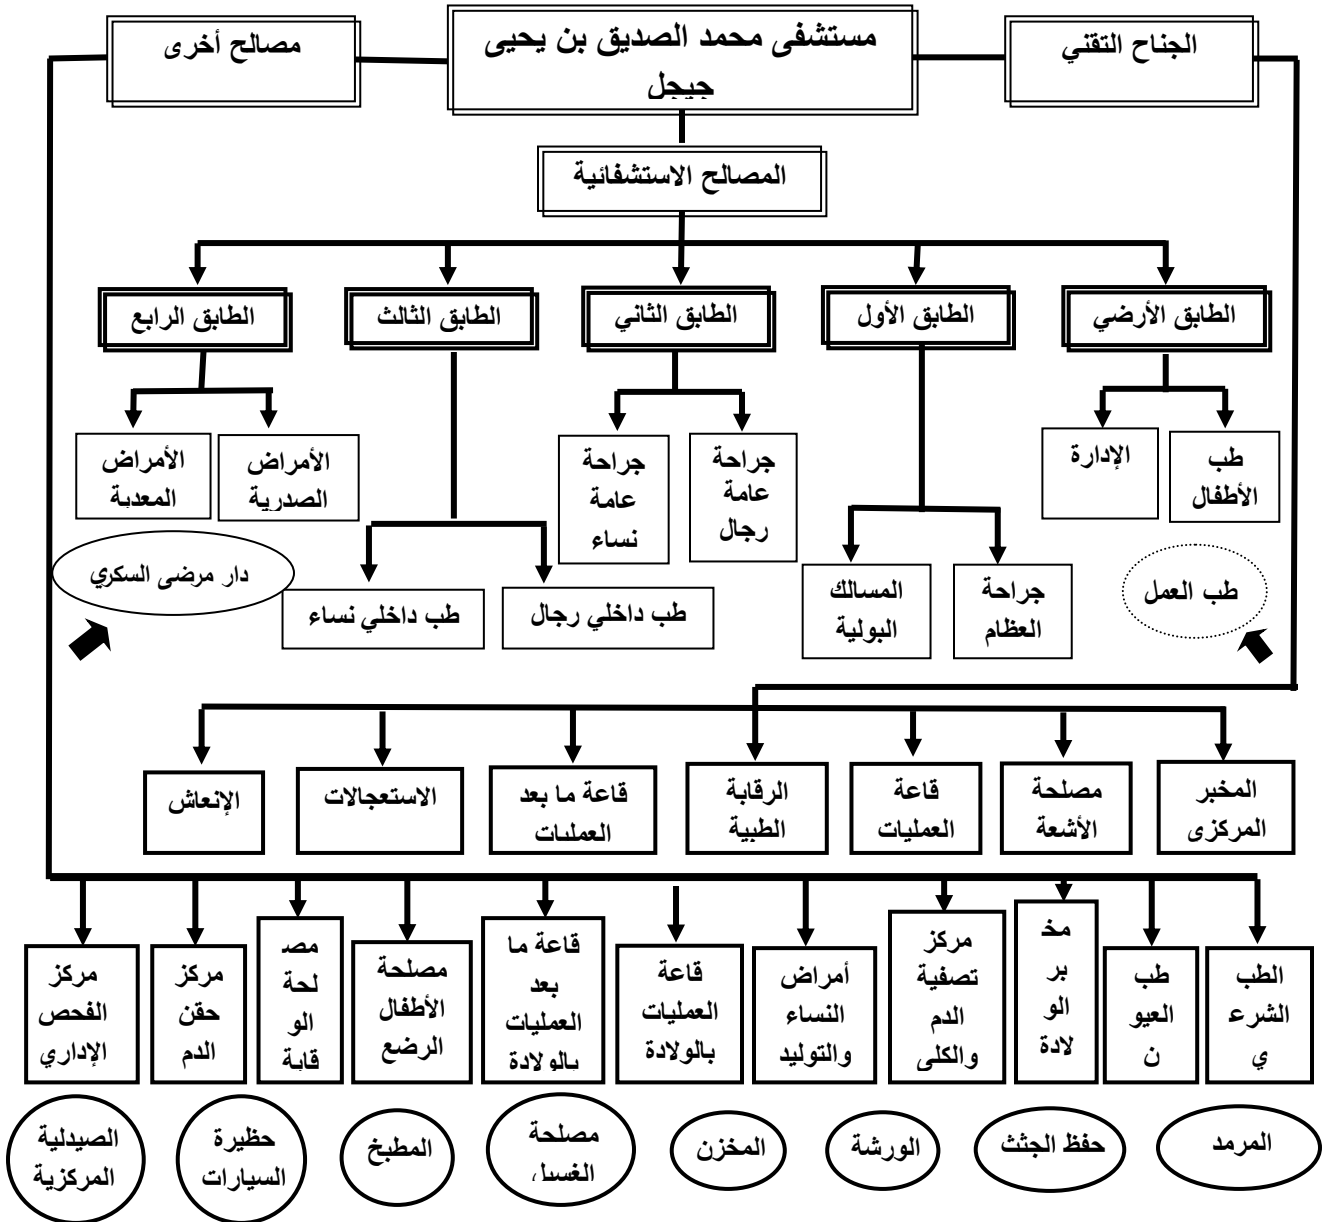 الجناح التقني
مستشفى محمد الصديق بن يحيى
جيجل
مصالح أخرى
المصالح الاستشفائية
الطابق الأرضي
الطابق الأول
الطابق الثاني
الطابق الثالث
الطابق الرابع
طب
الأطفال
الإدارة
جراحة
عامة
رجال
جراحة
عامة
نساء
الأمراض
الصدرية
الأمراض
المعدية
طب العمل
جراحة
العظام
المسالك
البولية
طب داخلي رجال
طب داخلي نساء
دار مرضى السكري
المخبر
المركزي
مصلحة
الأشعة
قاعة
العمليات
الرقابة
الطبية
قاعة ما بعد
العمليات
الاستعجالات
الإنعاش
الطب
الشرع
ي
طب
العيو
ن
مخ
بر
الو
لادة
مركز
تصفية
الدم
والكلى
أمراض
النساء
والتوليد
قاعة
العمليات
بالولادة
قاعة ما
بعد
العمليات
بالولادة
مصلحة
الأطفال
الرضع
مص
لحة
الو
قاية
مركز
حقن
الدم
مركز
الفحص
الإداري
المرمد
حفظ الجثث
الورشة
المخزن
مصلحة
الغسيل
المطبخ
حظيرة
السيارات
الصيدلية
المركزية